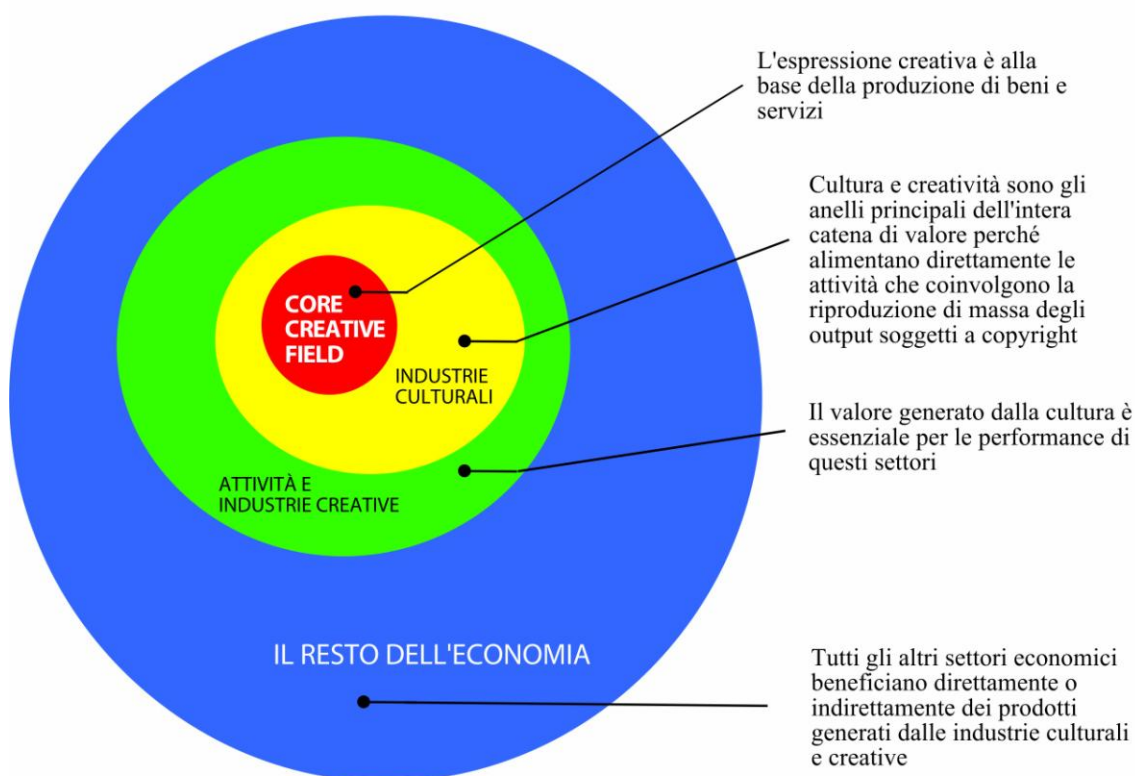 L'espressione creativa è alla
base della produzione di beni e
servizi
Cultura e creatività sono gli
anelli principali dell'intera
catena di valore perché
alimentano direttamente le
attività che coinvolgono la
riproduzione di massa degli
output soggetti a copyright
CORE
CREATIVE
FIELD
INDUSTRIE
CULTURALI
Il valore generato dalla cultura è
essenziale per le performance di
questi settori
ATTIVITÀ E
INDUSTRIE CREATIVE
IL RESTO DELL'ECONOMIA
Tutti gli altri settori economici
beneficiano direttamente o
indirettamente dei prodotti
generati dalle industrie culturali
e creative